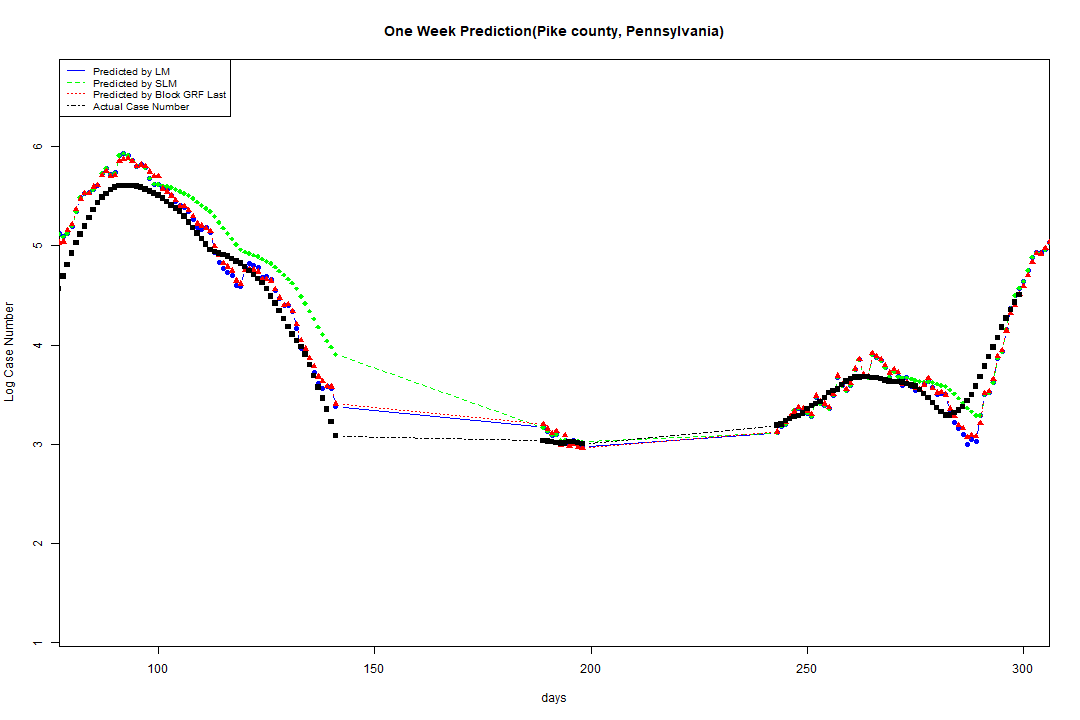 One Week Prediction(Pike county, Pennsylvania)
Predicted by LM
Predicted by SLM
Predicted by Block GRF Last
Actual Case Number
Log Case Number
6
5
4
3
2
1
100 150 200 250 300
days